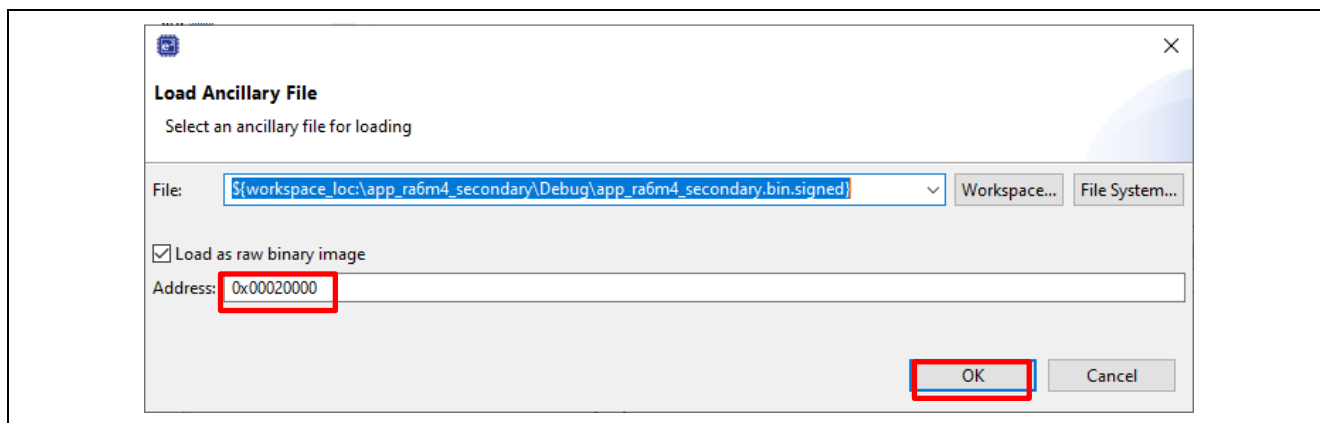 Load Ancillary File
Select an ancillary file for loading
File: ${workspace_loc:\app_ra6m4_secondary\Debug\app_ra6m4_secondary.bin.signed} Workspace... File System...
Load as raw binary image
Address: 0x00020000
OK Cancel